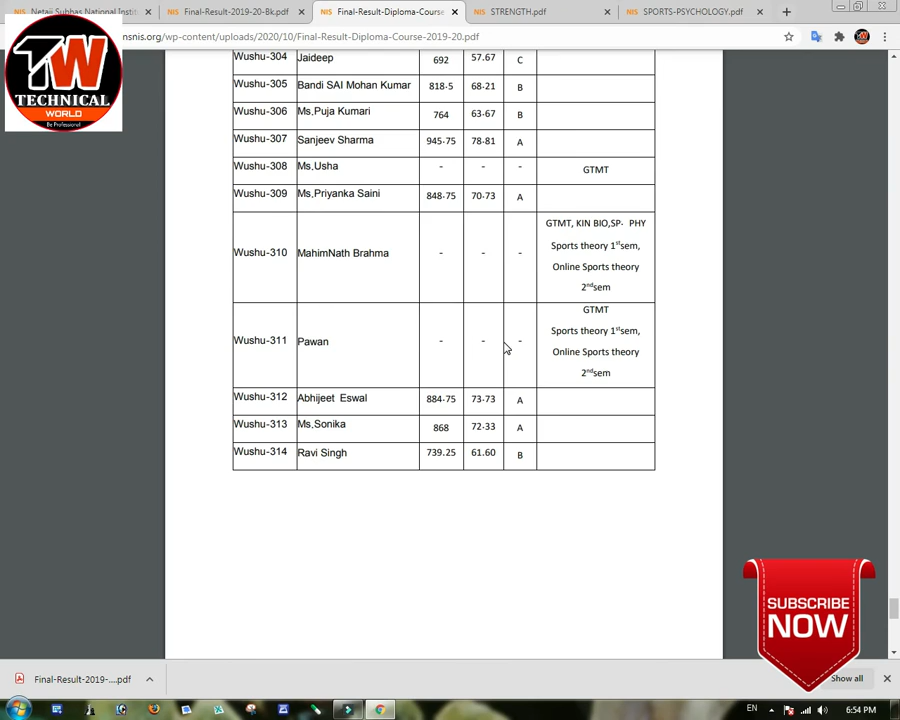 NIS Netaji Subhas National Instit
NIS Final-Result-2019-20-Bk.pdf
NIS Final-Result-Diploma-Course
NIS STRENGTH.pdf
NIS SPORTS-PSYCHOLOGY.pdf
nsnis.org/wp-content/uploads/2020/10/Final-Result-Diploma-Course-2019-20.pdf
TW
TECHNICAL
WORLD
Be Professional
Wushu-304 Jaideep 692 57.67 C
Wushu-305 Bandi SAI Mohan Kumar 818-5 68-21 B
Wushu-306 Ms.Puja Kumari 764 63-67 B
Wushu-307 Sanjeev Sharma 945-75 78-81 A
Wushu-308 Ms.Usha - - - GTMT
Wushu-309 Ms.Priyanka Saini 848-75 70-73 A
GTMT, KIN BIO,SP- PHY
Wushu-310 MahimNath Brahma - - - Sports theory 1stsem,
Online Sports theory
2ndsem
GTMT
Wushu-311 Pawan - - - Sports theory 1stsem,
Online Sports theory
2ndsem
Wushu-312 Abhijeet Eswal 884-75 73-73 A
Wushu-313 Ms.Sonika 868 72-33 A
Wushu-314 Ravi Singh 739.25 61.60 B
SUBSCRIBE
NOW
Final-Result-2019-....pdf
Show all
EN 6:54 PM